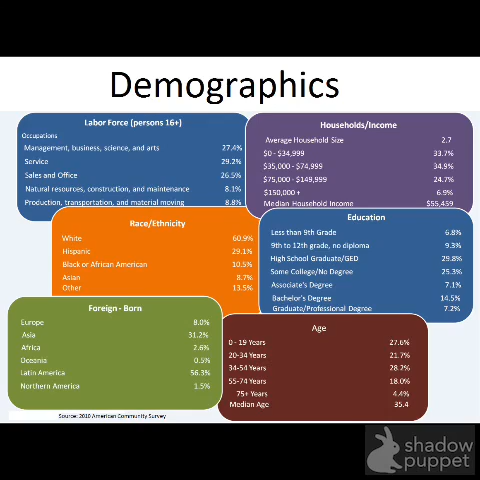 Demographics
Labor Force (persons 16+)
Occupations
Management, business, science, and arts 27.4%
Service 29.2%
Sales and Office 26.5%
Natural resources, construction, and maintenance 8.1%
Production, transportation, and material moving 8.8%
Households/Income
Average Household Size 2.7
$0 - $34,999 33.7%
$35,000 - $74,999 34.9%
$75,000 - $149,999 24.7%
$150,000 + 6.9%
Median Household Income $55,459
Race/Ethnicity
White 60.9%
Hispanic 29.1%
Black or African American 10.5%
Asian 8.7%
Other 13.5%
Education
Less than 9th Grade 6.8%
9th to 12th grade, no diploma 9.3%
High School Graduate/GED 29.8%
Some College/No Degree 25.3%
Associate's Degree 7.1%
Bachelor's Degree 14.5%
Graduate/Professional Degree 7.2%
Foreign - Born
Europe 8.0%
Asia 31.2%
Africa 2.6%
Oceania 0.5%
Latin America 56.3%
Northern America 1.5%
Age
0 - 19 Years 27.6%
20-34 Years 21.7%
34-54 Years 28.2%
55-74 Years 18.0%
75+ Years 4.4%
Median Age 35.4
Source: 2010 American Community Survey
shadow
puppet